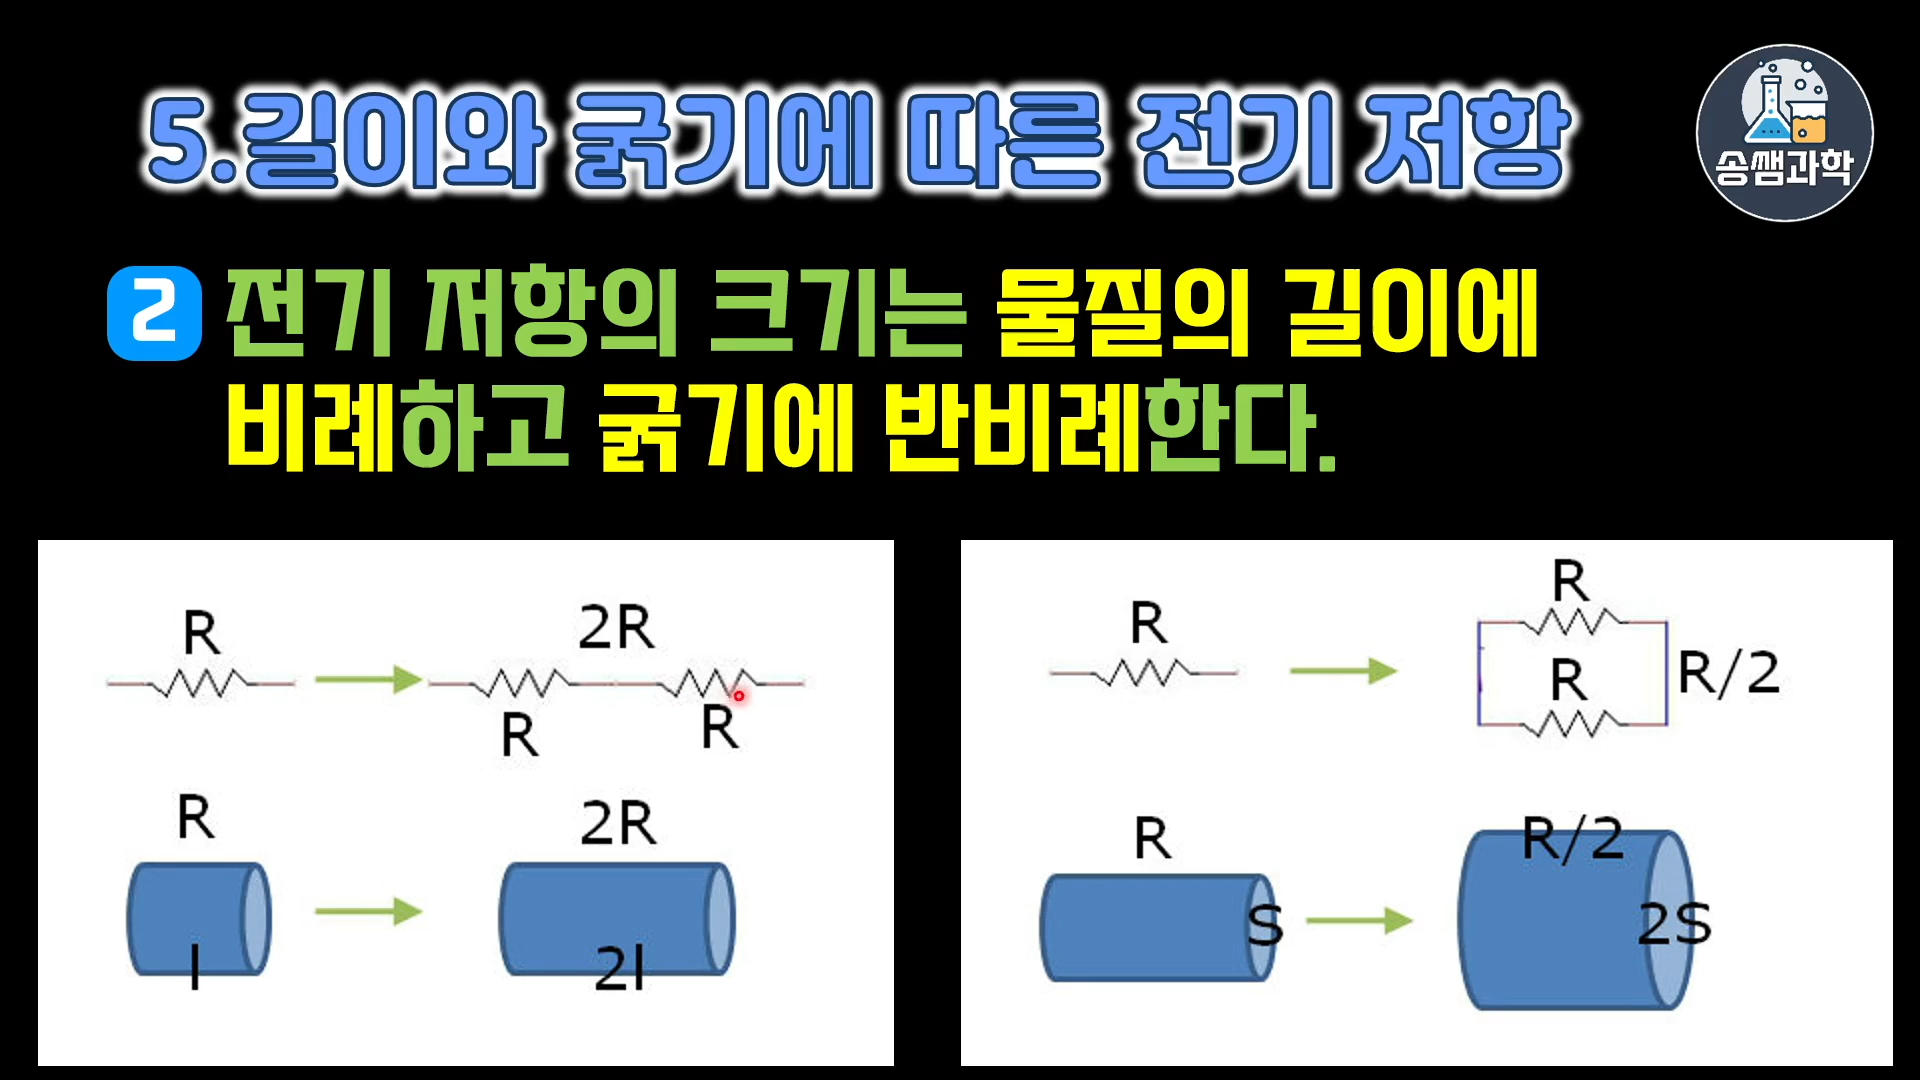 5.길이와 굵기에 따른 전기 저항
송쌤과학
2 전기 저항의 크기는 물질의 길이에
비례하고 굵기에 반비례한다.
R
2R
R
R
R
2R
l
2l
R
R
R
R/2
R
R/2
S
2S